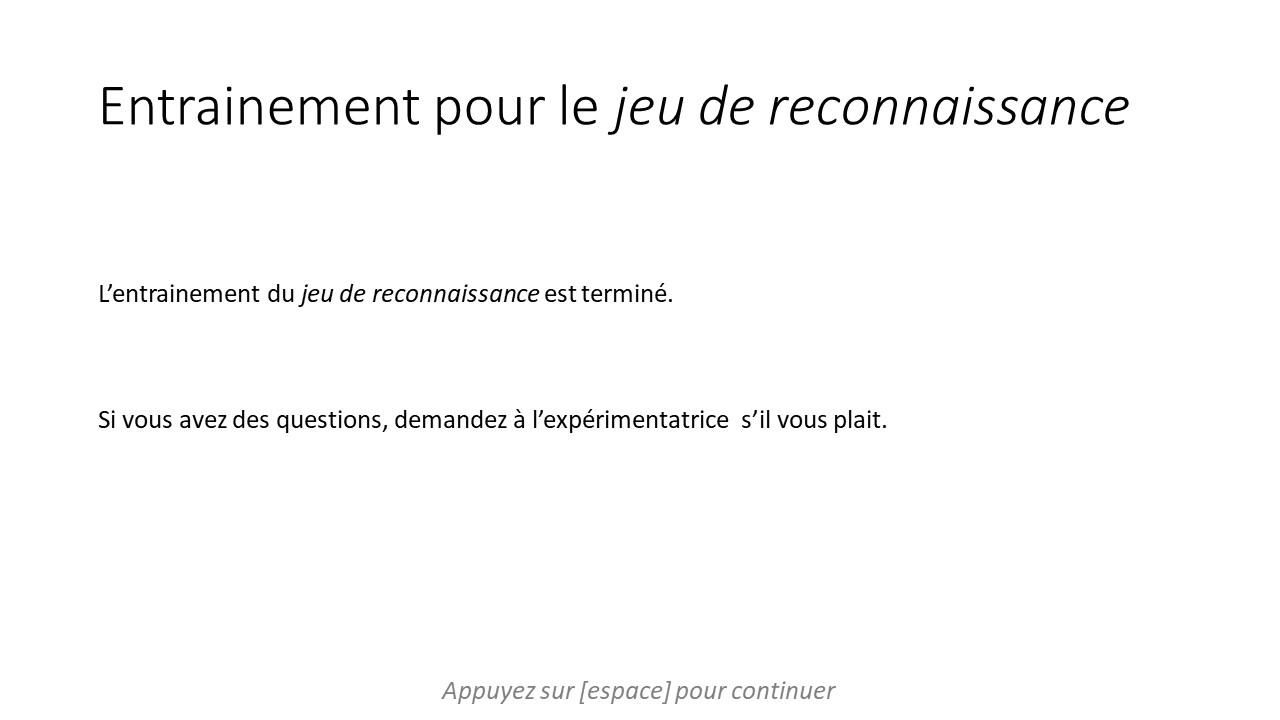 Entrainement pour le jeu de reconnaissance
L’entrainement du jeu de reconnaissance est terminé.
Si vous avez des questions, demandez à l’expérimentatrice  s’il vous plait.
Appuyez sur [espace] pour continuer